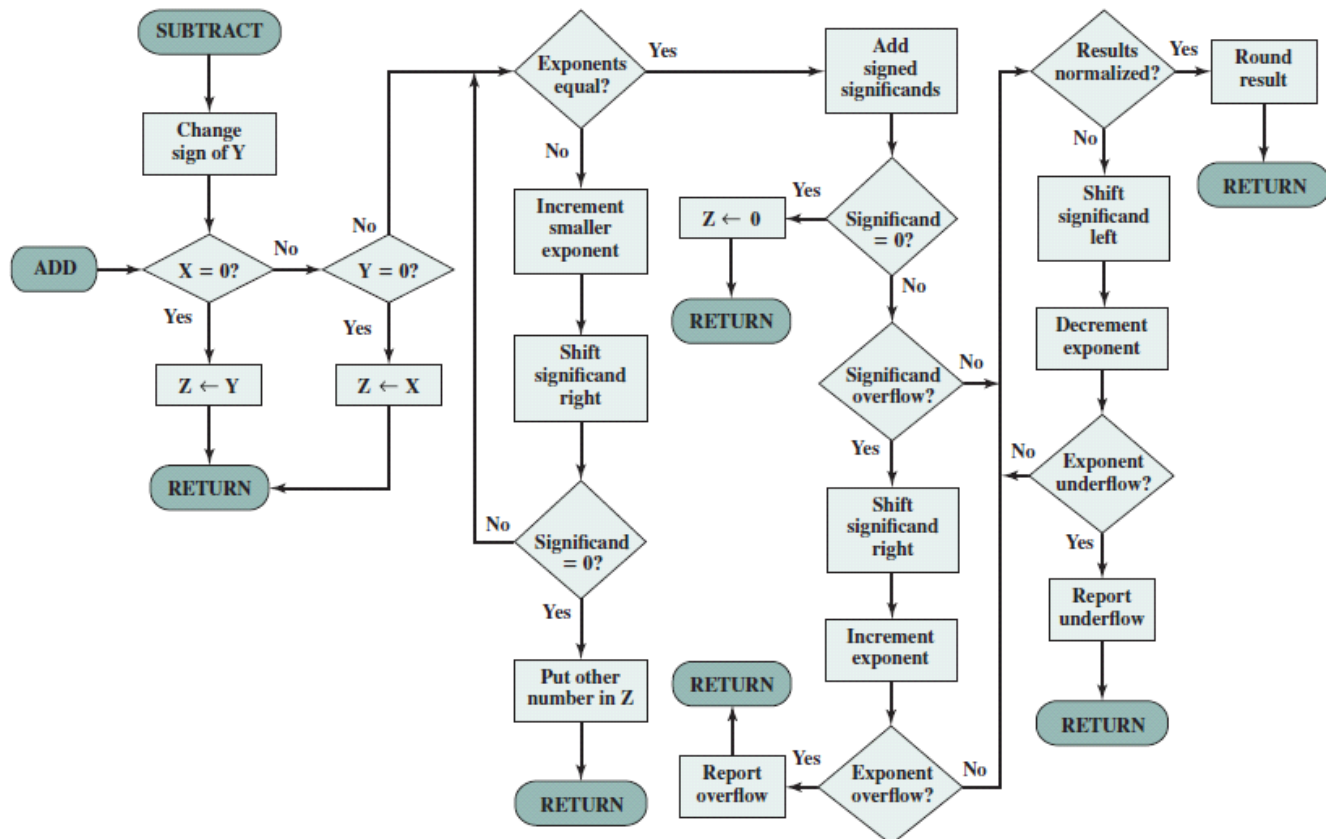 SUBTRACT
Change
sign of Y
ADD
X = 0?
No
Yes
Z ← Y
RETURN
Y = 0?
No
Yes
Z ← X
Exponents
equal?
Yes
No
Increment
smaller
exponent
Shift
significand
right
Significand
= 0?
No
Yes
Put other
number in Z
RETURN
Add
signed
significands
Significand
= 0?
Yes
Z ← 0
RETURN
No
Significand
overflow?
No
Yes
Shift
significand
right
Increment
exponent
Exponent
overflow?
Yes
Report
overflow
RETURN
No
Results
normalized?
Yes
Round
result
RETURN
No
Shift
significand
left
Decrement
exponent
Exponent
underflow?
No
Yes
Report
underflow
RETURN